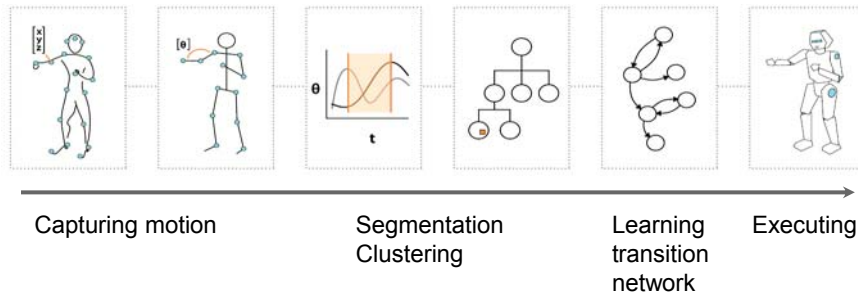 [x y z]
[θ]
θ
t
Capturing motion
Segmentation
Clustering
Learning
transition
network
Executing